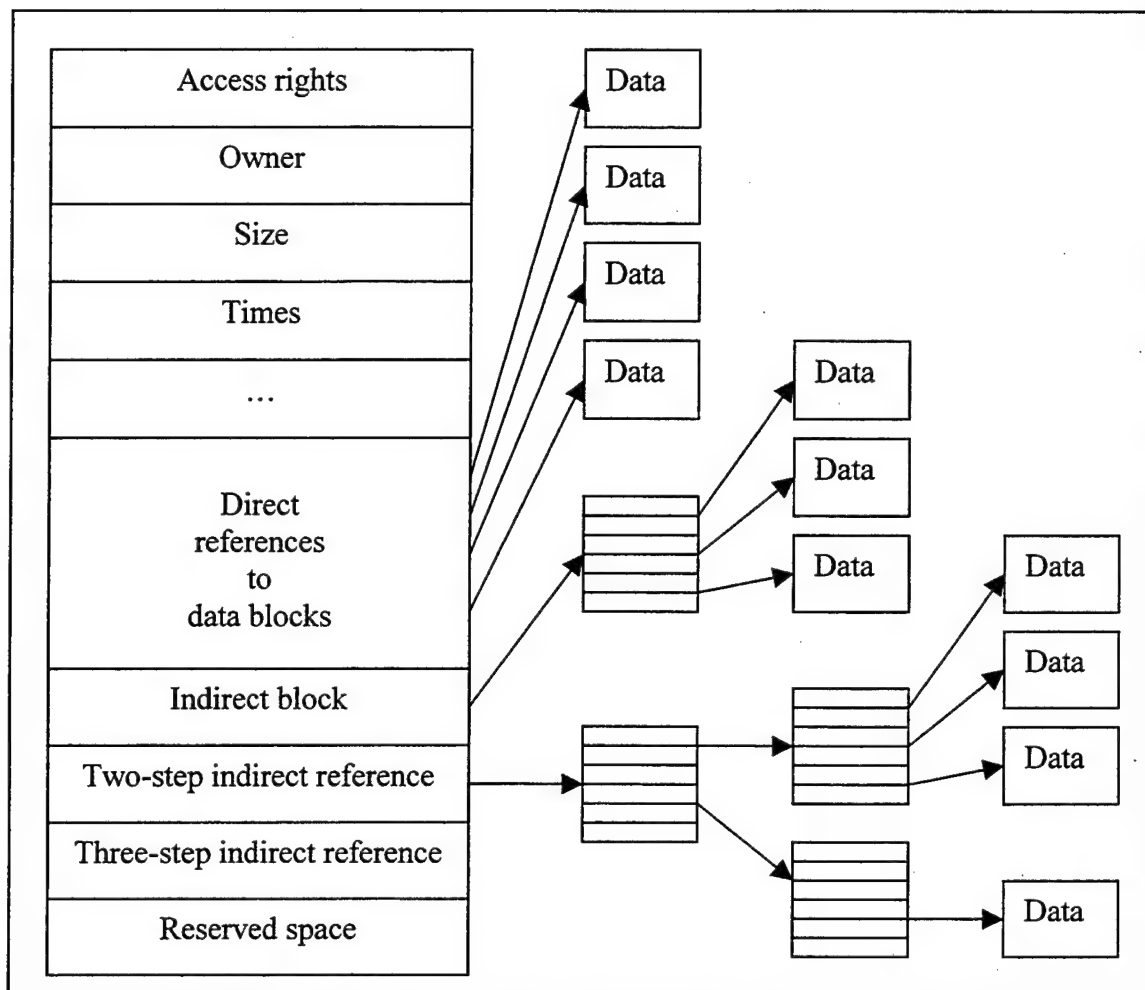 Access rights
Owner
Size
Times
...
Direct
references
to
data blocks
Indirect block
Two-step indirect reference
Three-step indirect reference
Reserved space
Data
Data
Data
Data
Data
Data
Data
Data
Data
Data
Data